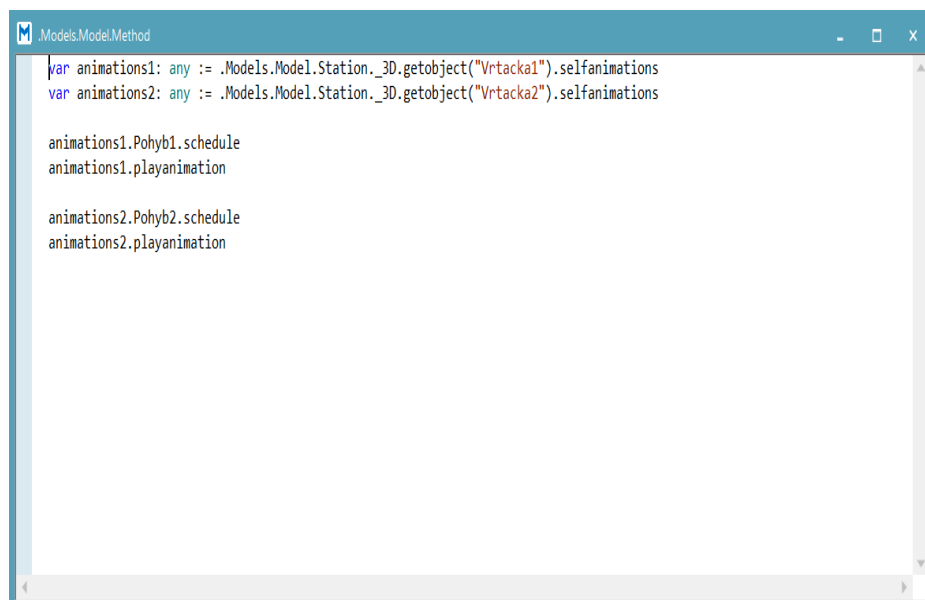 .Models.Model.Method
var animations1: any := .Models.Model.Station._3D.getobject("Vrtacka1").selfanimations
var animations2: any := .Models.Model.Station._3D.getobject("Vrtacka2").selfanimations
animations1.Pohyb1.schedule
animations1.playanimation
animations2.Pohyb2.schedule
animations2.playanimation